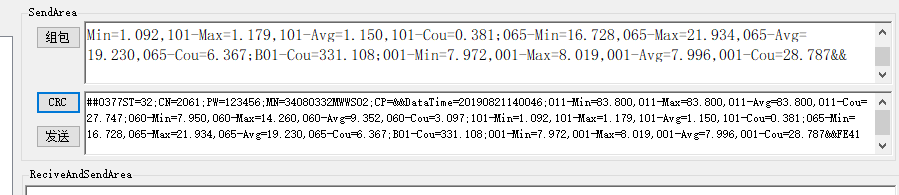 SendArea
组包
Min=1.092,101-Max=1.179,101-Avg=1.150,101-Cou=0.381;065-Min=16.728,065-Max=21.934,065-Avg=
19.230,065-Cou=6.367;B01-Cou=331.108;001-Min=7.972,001-Max=8.019,001-Avg=7.996,001-Cou=28.787&&
CRC
##0377ST=32;CN=2061;PW=123456;MN=34080332MWWS02;CP=&&DataTime=20190821140046;011-Min=83.800,011-Max=83.800,011-Avg=83.800,011-Cou=
27.747;060-Min=7.950,060-Max=14.260,060-Avg=9.352,060-Cou=3.097;101-Min=1.092,101-Max=1.179,101-Avg=1.150,101-Cou=0.381;065-Min=
16.728,065-Max=21.934,065-Avg=19.230,065-Cou=6.367;B01-Cou=331.108;001-Min=7.972,001-Max=8.019,001-Avg=7.996,001-Cou=28.787&&FE41
发送
ReciveAndSendArea